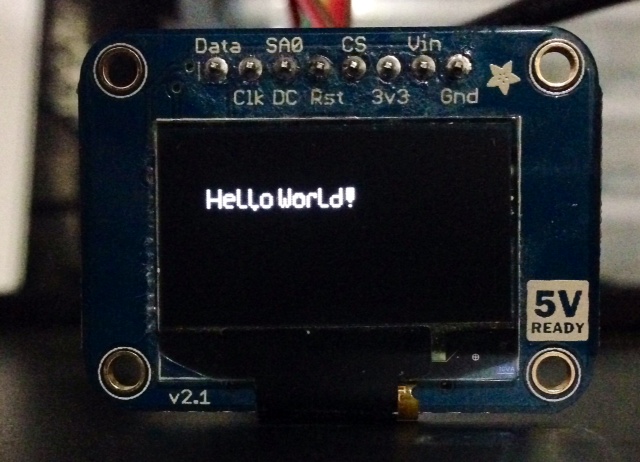 Data SA0 CS Vin
Clk DC Rst 3v3 Gnd
Hello World!
5V
READY
v2.1